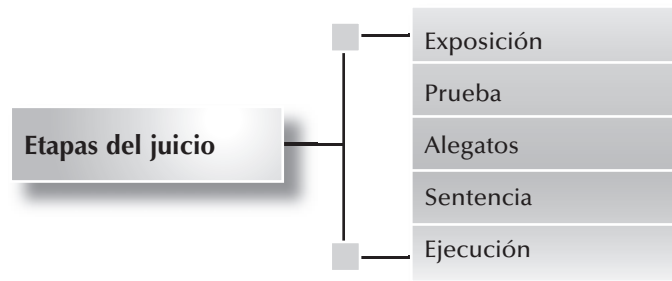 Etapas del juicio
Exposición
Prueba
Alegatos
Sentencia
Ejecución